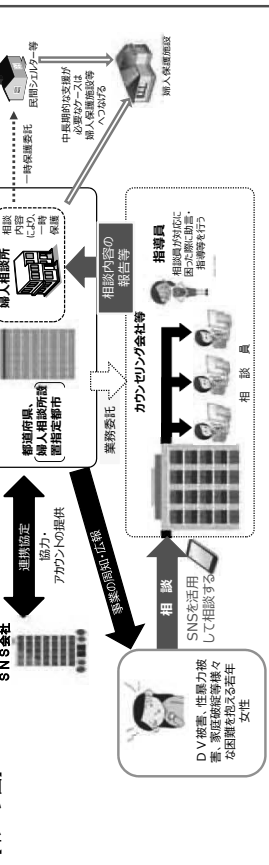 SNS会社
連携協定
協力・
アカウントの提供
都道府県、
婦人相談所設
置指定都市
婦人相談所
相談
内容
により、
一時
保護
一時保護委託
民間シェルター等
中長期的な支援が
必要なケースは
婦人保護施設等
へつなげる
婦人保護施設
事業の周知・広報
業務委託
相談内容の
報告等
カウンセリング会社等
指導員
相談員が対応に
困った際に助言・
指導等を行う
相談員
相談
SNSを活用
して相談する
DV被害、性暴力被
害、家庭破綻等様々
な困難を抱える若年
女性